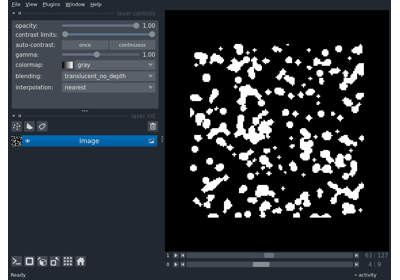 File View Plugins Window Help
layer controls
opacity: 1.00
contrast limits:
auto-contrast: once continuous
gamma: 1.00
colormap: gray
blending: translucent_no_depth
interpolation: nearest
layer list
Image
1 63 127
0 4 9
Ready activity